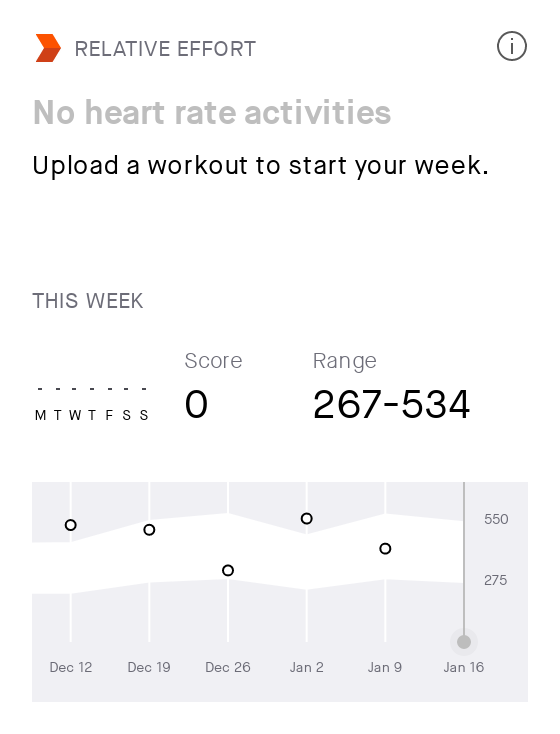 RELATIVE EFFORT
No heart rate activities
Upload a workout to start your week.
THIS WEEK
Score
Range
- - - - - - -
M T W T F S S
0
267-534
550
275
Dec 12
Dec 19
Dec 26
Jan 2
Jan 9
Jan 16